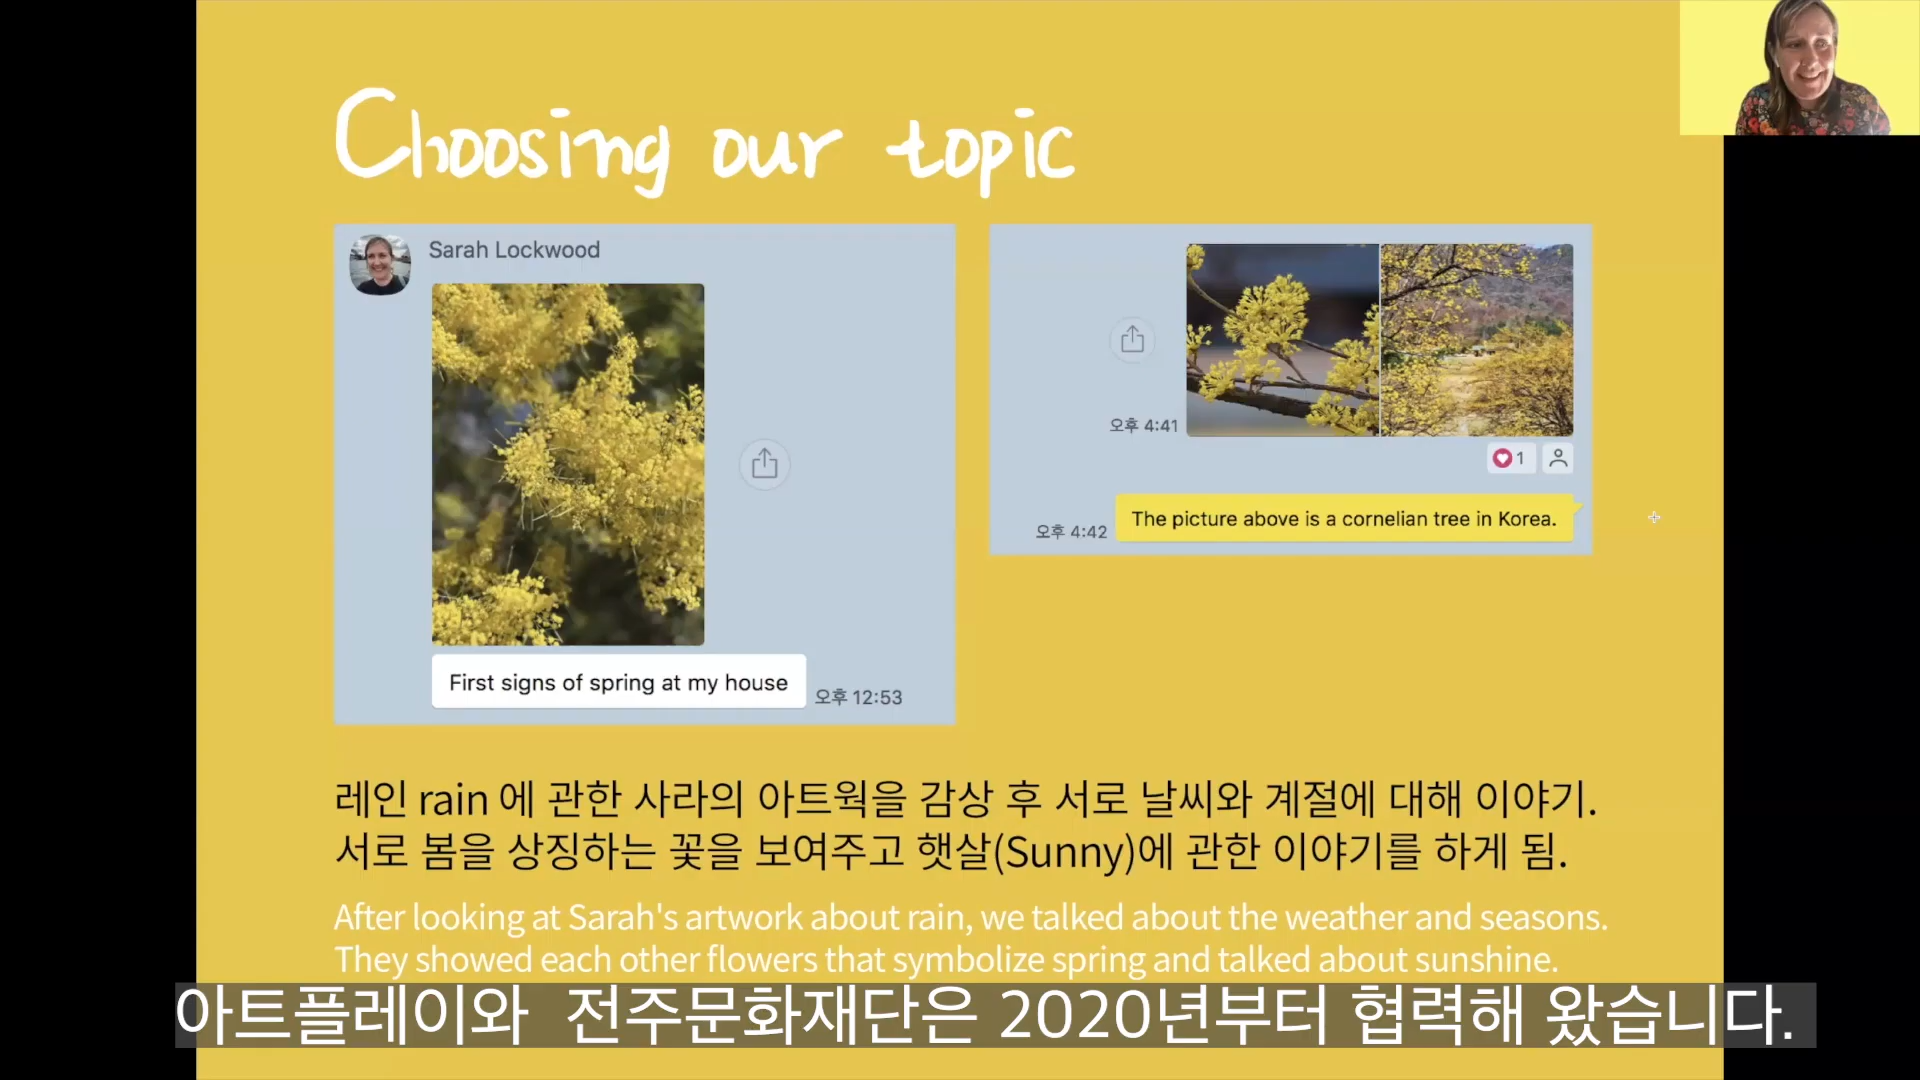 Choosing our topic
Sarah Lockwood
First signs of spring at my house
오후 12:53
오후 4:41
1
오후 4:42
The picture above is a cornelian tree in Korea.
레인 rain 에 관한 사라의 아트웍을 감상 후 서로 날씨와 계절에 대해 이야기.
서로 봄을 상징하는 꽃을 보여주고 햇살(Sunny)에 관한 이야기를 하게 됨.
After looking at Sarah's artwork about rain, we talked about the weather and seasons.
They showed each other flowers that symbolize spring and talked about sunshine.
아트플레이와 전주문화재단은 2020년부터 협력해 왔습니다.